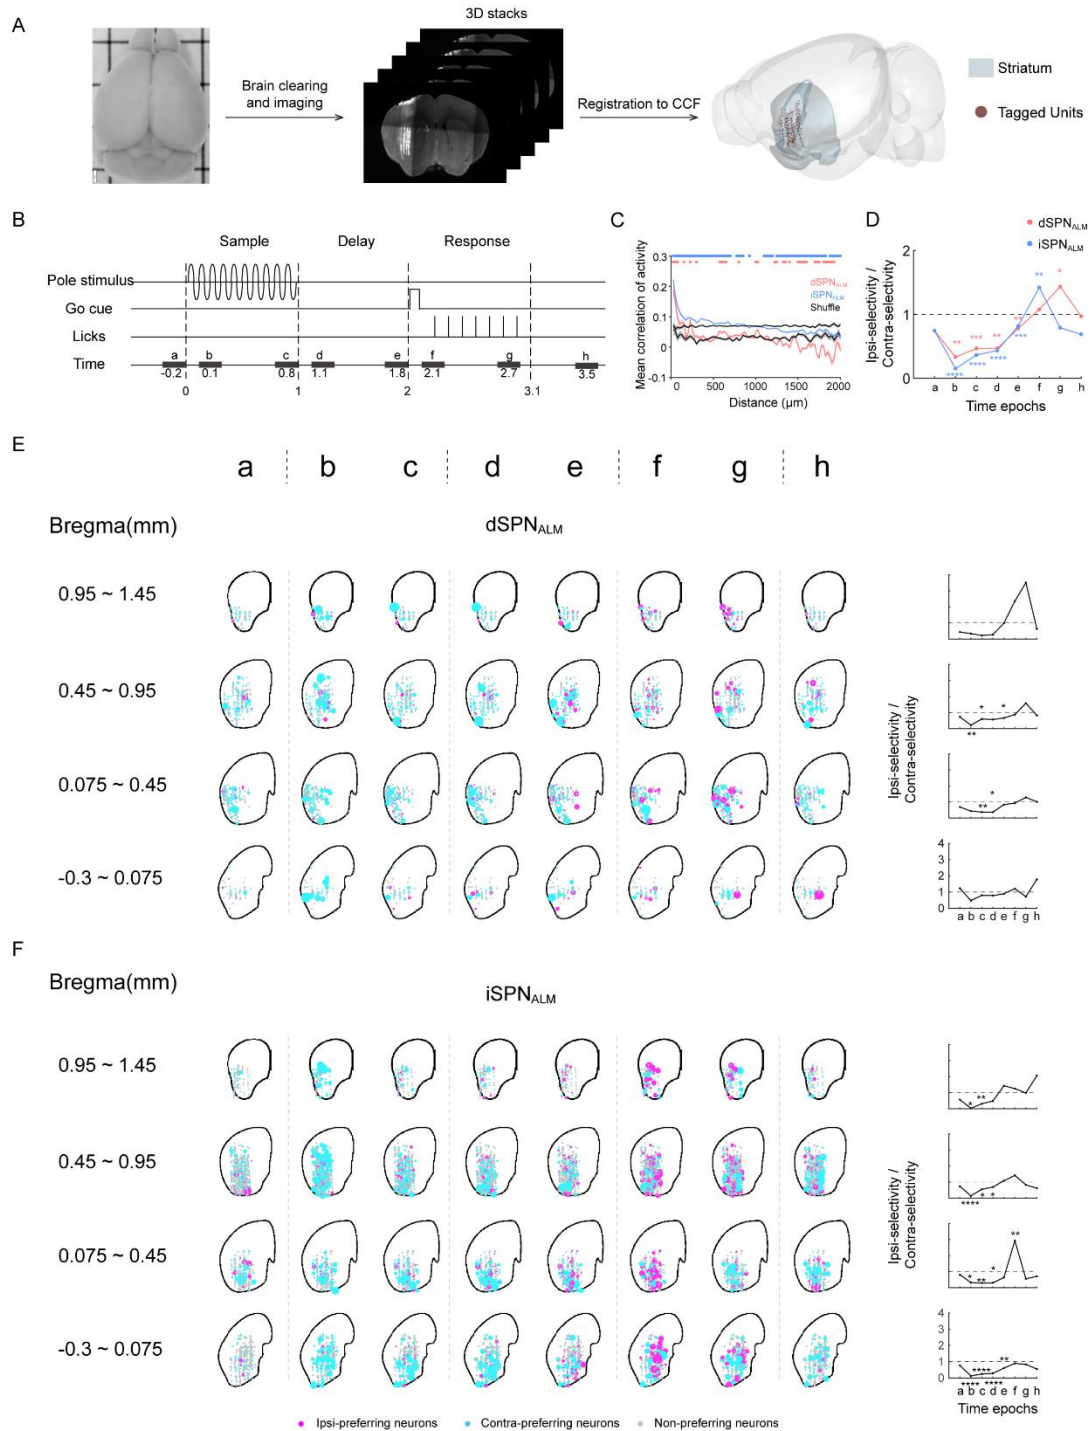 A
3D stacks
Brain clearing
and imaging
Registration to CCF
Striatum
Tagged Units
B
Sample Delay Response
Pole stimulus
Go cue
Licks
Time
a b c d e f g h
-0.2 0.1 0.8 1.1 1.8 2.1 2.7 3.5
0 1 2 3.1
C
Mean correlation of activity
0.3
0.2
0.1
0
-0.1
dSPNALM
iSPNALM
Shuffle
0 500 1000 1500 2000
Distance (µm)
D
dSPNALM
iSPNALM
Ipsi-selectivity /
Contra-selectivity
2
1
0
** *
** *** ** **
**** **** **** ***
a b c d e f g h
Time epochs
E
a b c d e f g h
Bregma(mm)
dSPNALM
0.95 ~ 1.45
0.45 ~ 0.95
0.075 ~ 0.45
-0.3 ~ 0.075
Ipsi-selectivity /
Contra-selectivity
* *
**
*
**
4
3
2
1
0
a b c d e f g h
F
Bregma(mm)
iSPNALM
0.95 ~ 1.45
0.45 ~ 0.95
0.075 ~ 0.45
-0.3 ~ 0.075
Ipsi-selectivity /
Contra-selectivity
* **
**** * *
**
* ** *
4
3
2
1
0
**** **** **** **
a b c d e f g h
Time epochs
Ipsi-preferring neurons Contra-preferring neurons Non-preferring neurons